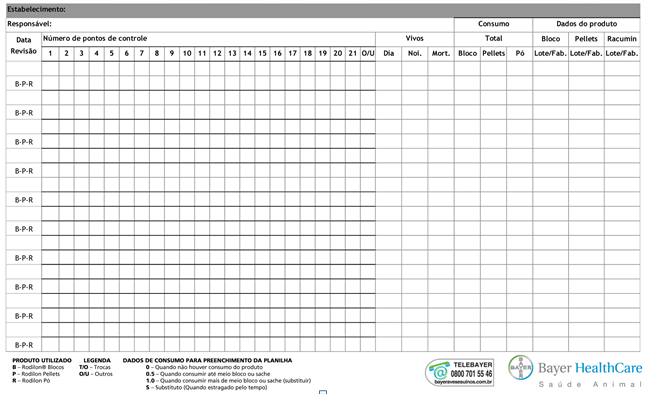 Estabelecimento:
Responsável: Consumo Dados do produto
Data Revisão Número de pontos de controle Vivos Total Bloco Pellets Racumin
1 2 3 4 5 6 7 8 9 10 11 12 13 14 15 16 17 18 19 20 21 O/U Dia Noi. Mort. Bloco Pellets Pó Lote/Fab. Lote/Fab. Lote/Fab.
B-P-R
B-P-R
B-P-R
B-P-R
B-P-R
B-P-R
B-P-R
B-P-R
B-P-R
B-P-R
PRODUTO UTILIZADO LEGENDA DADOS DE CONSUMO PARA PREENCHIMENTO DA PLANILHA
B – Rodilon® Blocos T/O – Trocas 0 – Quando não houver consumo do produto
P – Rodilon Pellets O/U – Outros 0.5 – Quando consumir até meio bloco ou sache
R – Rodilon Pó 1.0 – Quando consumir mais de meio bloco ou sache (substituir)
S – Substituto (Quando estragado pelo tempo)
TELEBAYER
0800 701 55 46
bayeravesesuinos.com.br
BAYER
Bayer HealthCare
Saúde Animal